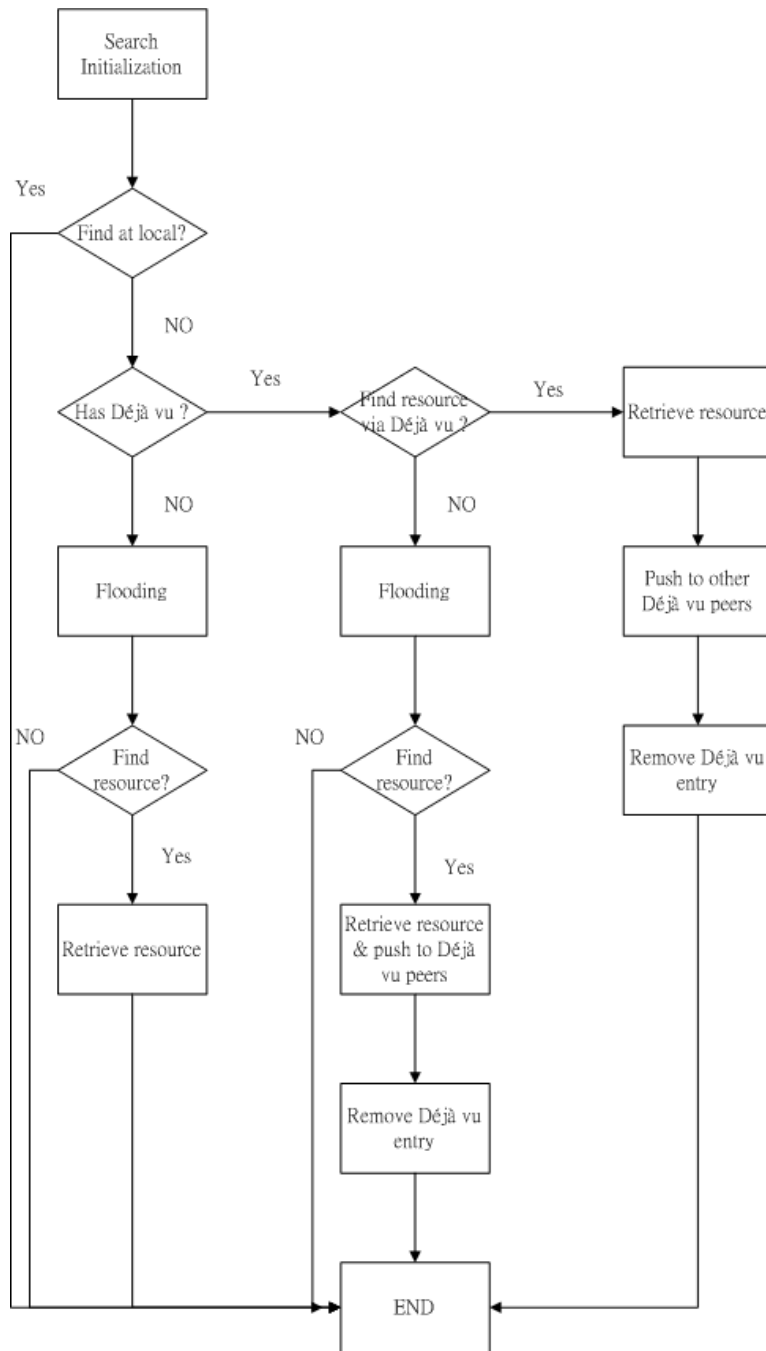 Search
Initialization
Yes
Find at local?
NO
Has Déjà vu ?
Yes
Find resource
via Déjà vu ?
Yes
Retrieve resource
NO
NO
Flooding
Flooding
Push to other
Déjà vu peers
NO
Find
resource?
NO
Find
resource?
Remove Déjà vu
entry
Yes
Yes
Retrieve resource
Retrieve resource
& push to Déjà
vu peers
Remove Déjà vu
entry
END